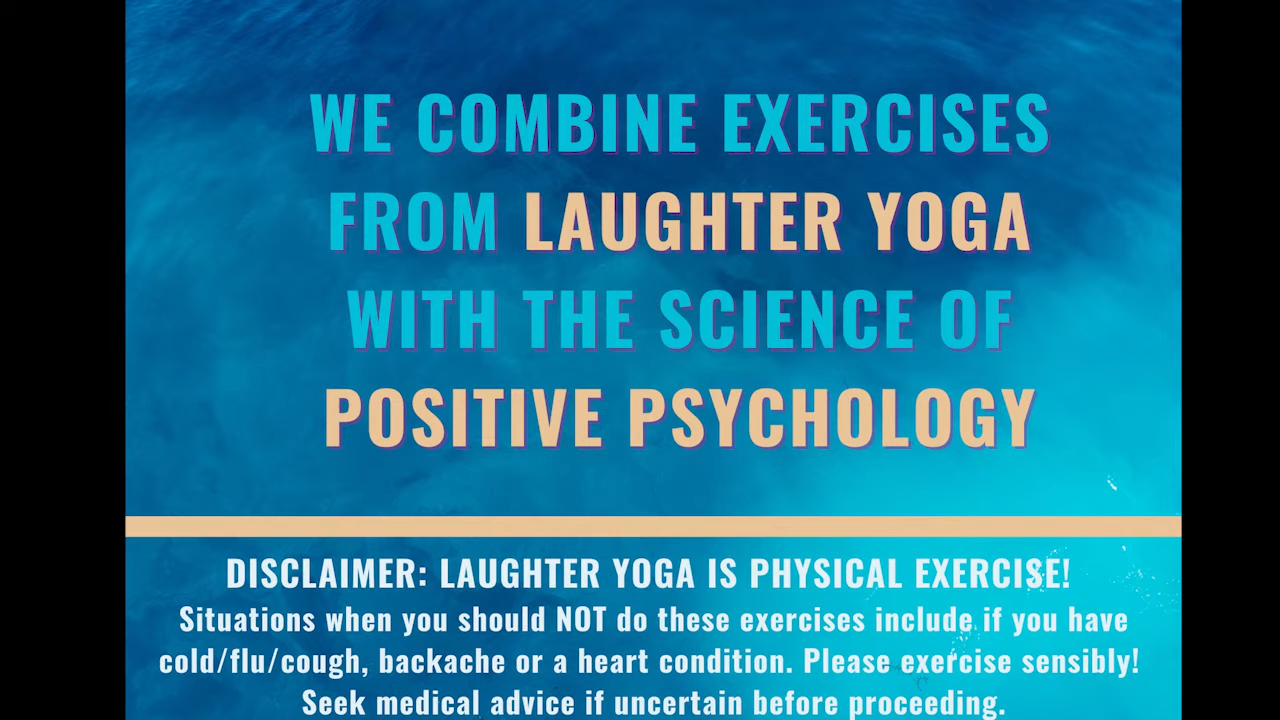 WE COMBINE EXERCISES
FROM LAUGHTER YOGA
WITH THE SCIENCE OF
POSITIVE PSYCHOLOGY
DISCLAIMER: LAUGHTER YOGA IS PHYSICAL EXERCISE!
Situations when you should NOT do these exercises include if you have
cold/flu/cough, backache or a heart condition. Please exercise sensibly!
Seek medical advice if uncertain before proceeding.